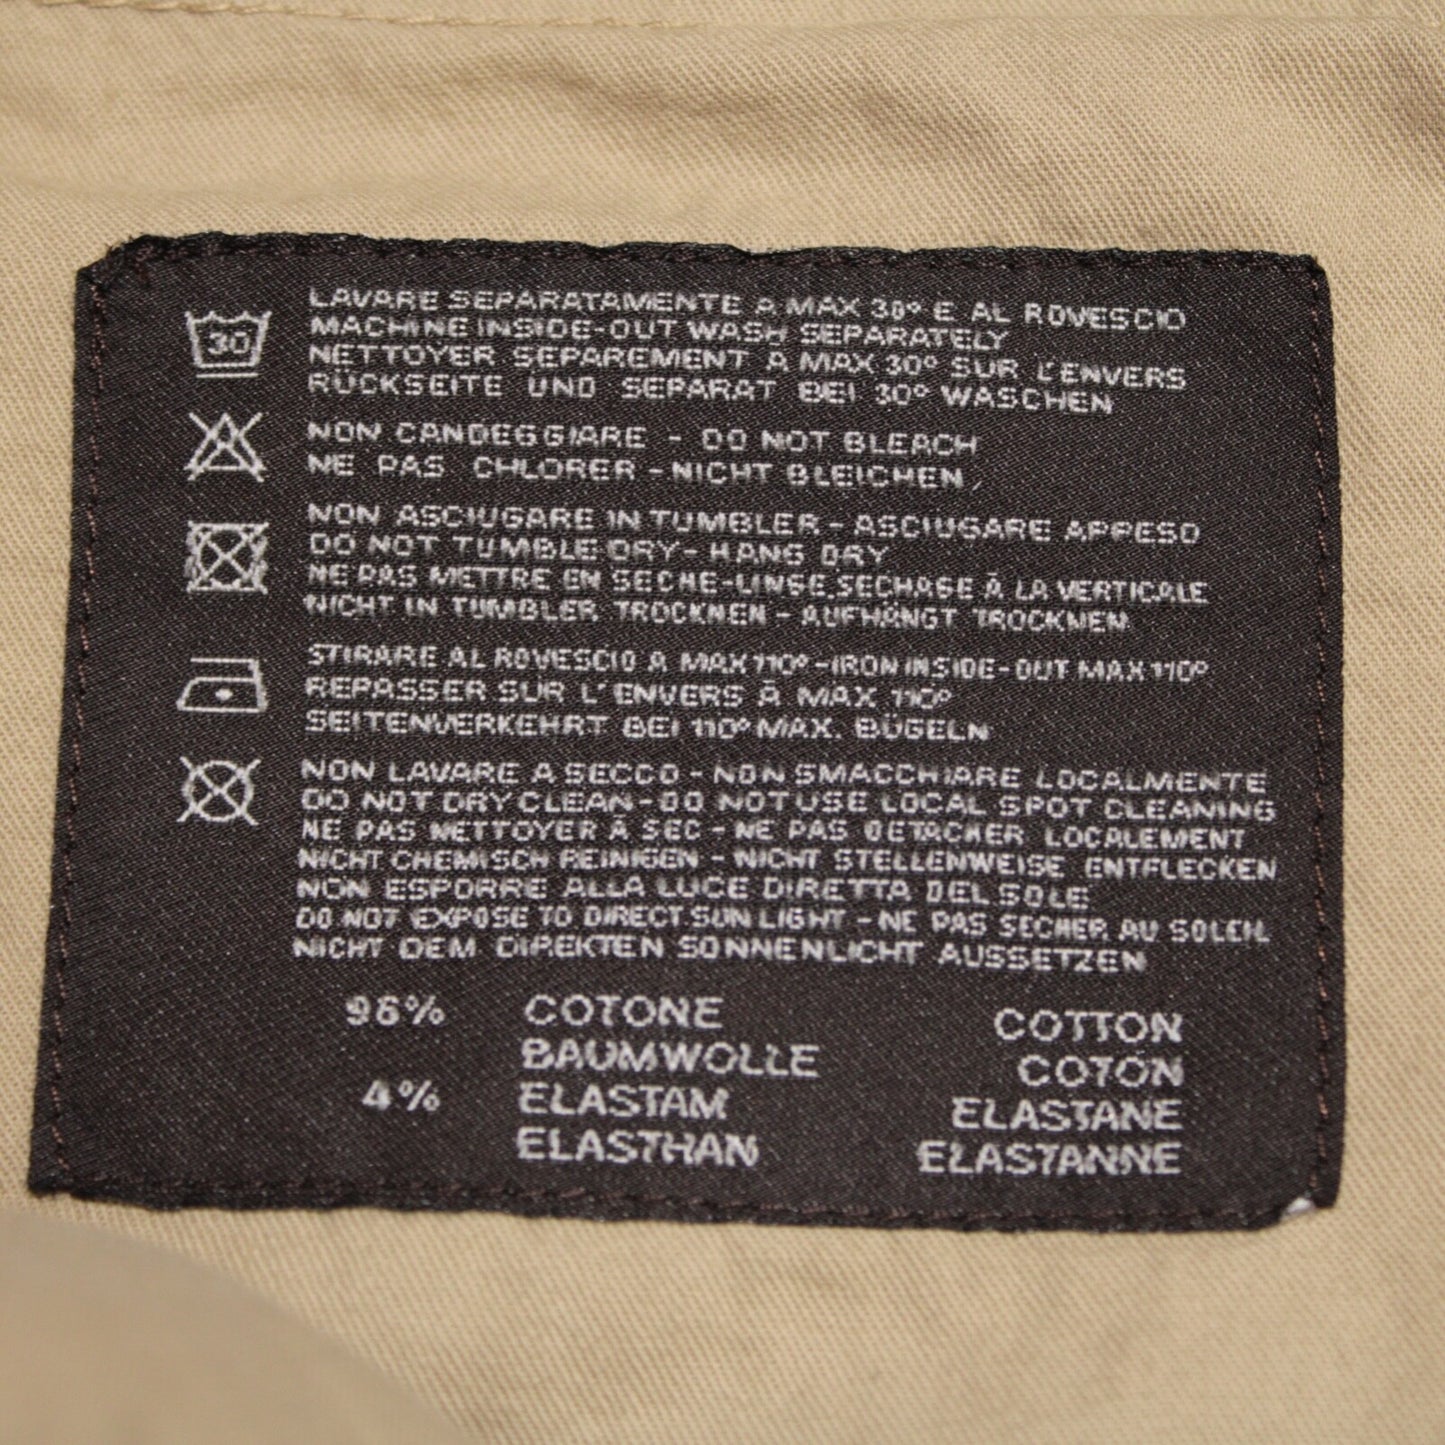 30
LAVARE SEPARATAMENTE A MAX 30° E AL ROVESCIO
MACHINE INSIDE-OUT WASH SEPARATELY
NETTOYER SEPAREMENT A MAX 30° SUR L'ENVERS
RÜCKSEITE UND SEPARAT BEI 30° WASCHEN
NON CANDEGGIARE - DO NOT BLEACH
NE PAS CHLORER - NICHT BLEICHEN
NON ASCIUGARE IN TUMBLER - ASCIUGARE APPESO
DO NOT TUMBLE DRY - HANG DRY
NE PAS METTRE EN SECHE-LINGE.SECHAGE À LA VERTICALE
NICHT IN TUMBLER TROCKNEN - AUFHÄNGT TROCKNEN
STIRARE AL ROVESCIO A MAX 110° - IRON INSIDE-OUT MAX 110°
REPASSER SUR L'ENVERS À MAX 110°
SEITENVERKEHRT BEI 110° MAX. BÜGELN
NON LAVARE A SECCO - NON SMACCHIARE LOCALMENTE
DO NOT DRY CLEAN - DO NOT USE LOCAL SPOT CLEANING
NE PAS NETTOYER À SEC - NE PAS DETACHER LOCALEMENT
NICHT CHEMISCH REINIGEN - NICHT STELLENWEISE ENTFLECKEN
NON ESPORRE ALLA LUCE DIRETTA DEL SOLE
DO NOT EXPOSE TO DIRECT SUN LIGHT - NE PAS SECHER AU SOLEIL
NICHT DEM DIREKTEN SONNENLICHT AUSSETZEN
96% COTONE COTTON
BAUMWOLLE COTON
4% ELASTAM ELASTANE
ELASTHAN ELASTANNE